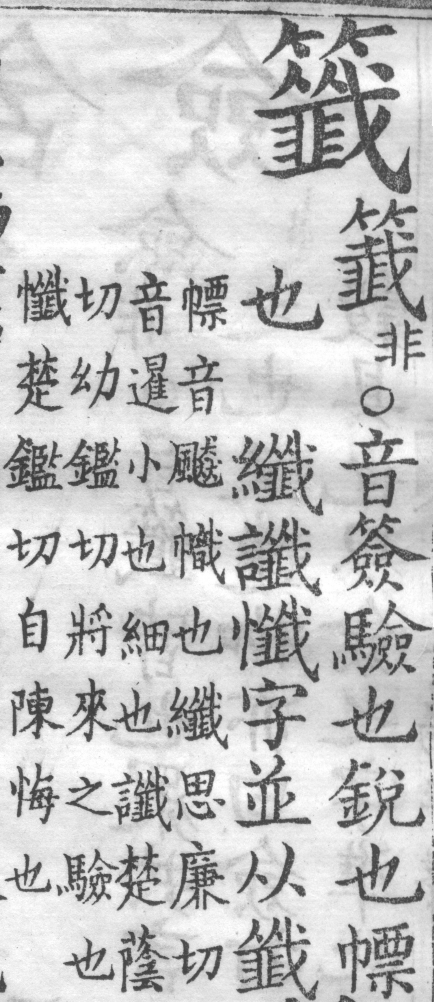 籤
籖非○音簽驗也銳也幖
也 纖讖懺字並从籤
幖音飈幟也纖思廉切
音暹小也細也讖楚蔭
切幼鑑切將來之驗也
懺楚鑑切自陳悔也